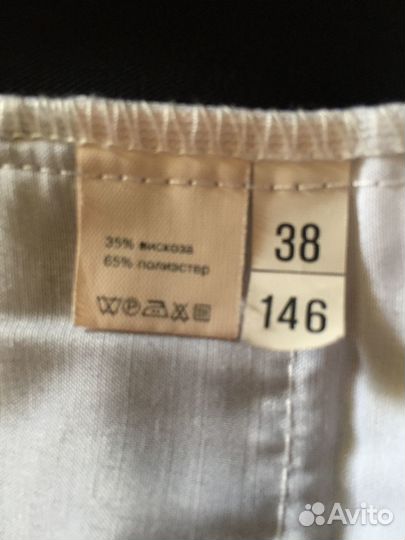 35% вискоза
65% полиэстер
38
146
Avito